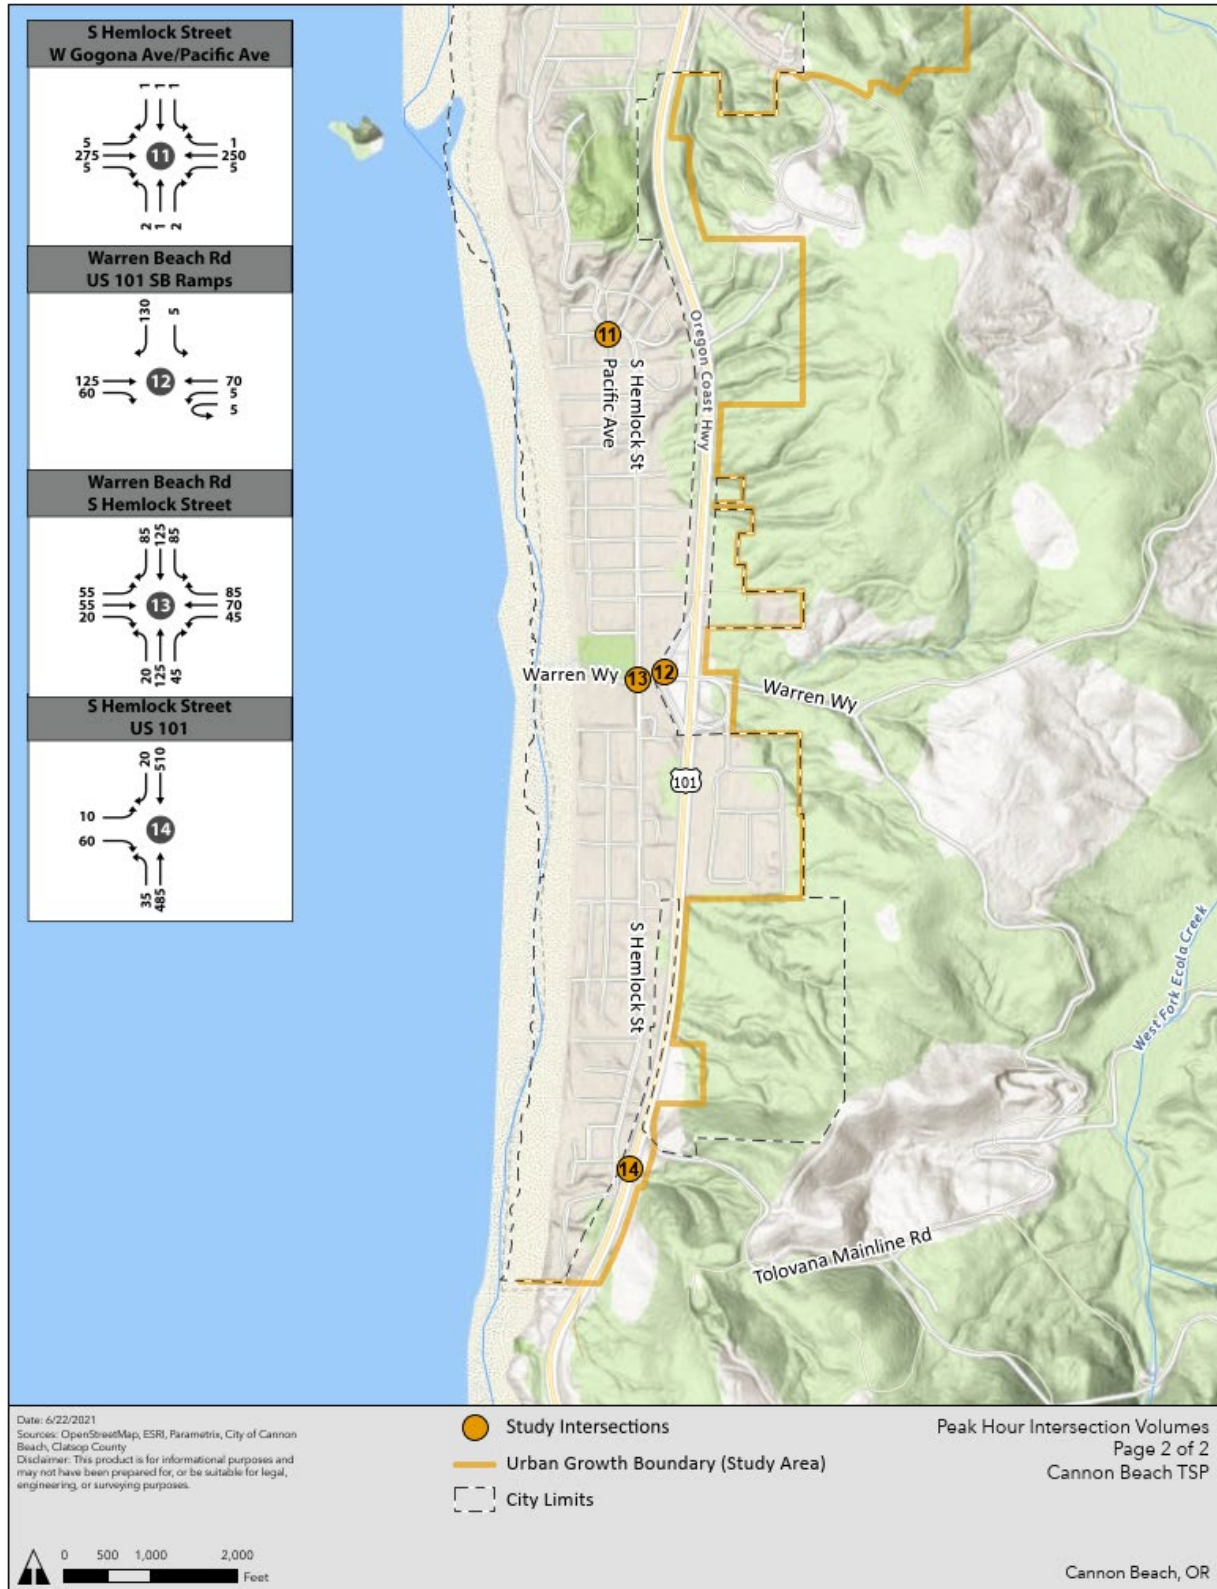 S Hemlock Street
W Gogona Ave/Pacific Ave
1 1 1
5 1
275 11 250
5 5
2 1 2
Warren Beach Rd
US 101 SB Ramps
130 5
125 12 70
60 5
5
Warren Beach Rd
S Hemlock Street
85 125 85
55 85
55 13 70
20 45
20 125 45
S Hemlock Street
US 101
20 510
10
14
60
35 485
Oregon Coast Hwy
11
Pacific Ave
S Hemlock St
Warren Wy
13
12
Warren Wy
101
S Hemlock St
West Fork Ecola Creek
14
Tolovana Mainline Rd
Date: 6/22/2021
Sources: OpenStreetMap, ESRI, Parametrix, City of Cannon
Beach, Clatsop County
Disclaimer: This product is for informational purposes and
may not have been prepared for, or be suitable for legal,
engineering, or surveying purposes.
0 500 1,000 2,000
Feet
Study Intersections
Urban Growth Boundary (Study Area)
City Limits
Peak Hour Intersection Volumes
Page 2 of 2
Cannon Beach TSP
Cannon Beach, OR